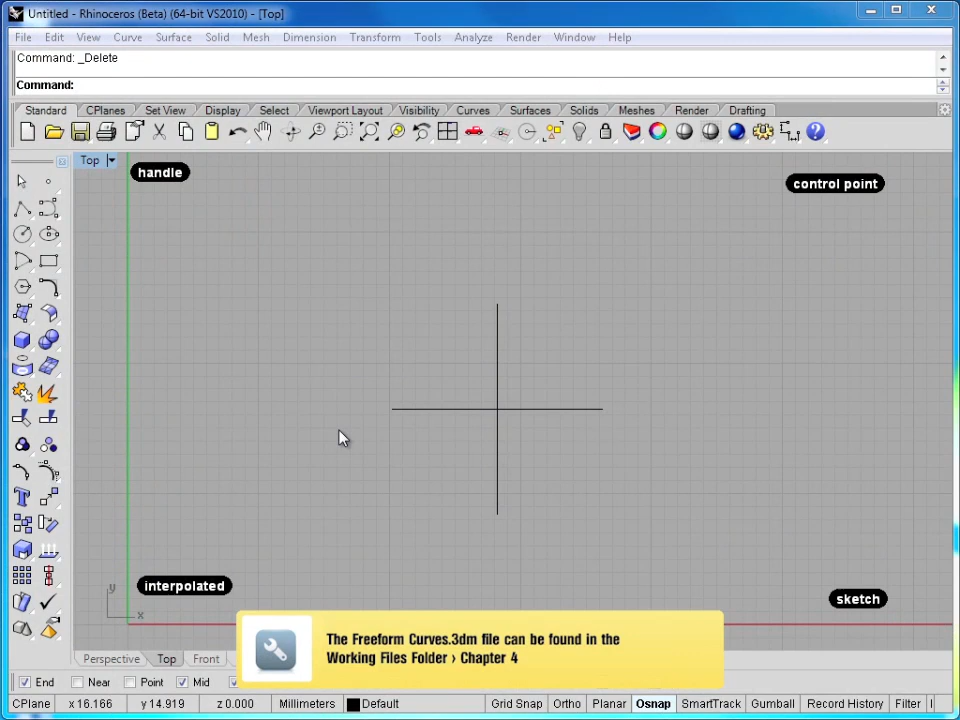 Untitled - Rhinoceros (Beta) (64-bit VS2010) - [Top]
File Edit View Curve Surface Solid Mesh Dimension Transform Tools Analyze Render Window Help
Command: _Delete
Command:
Standard CPlanes Set View Display Select Viewport Layout Visibility Curves Surfaces Solids Meshes Render Drafting
Top
handle
control point
interpolated
sketch
y
x
The Freeform Curves.3dm file can be found in the
Working Files Folder › Chapter 4
Perspective Top Front
End Near Point Mid
CPlane x 16.166 y 14.919 z 0.000 Millimeters Default Grid Snap Ortho Planar Osnap SmartTrack Gumball Record History Filter